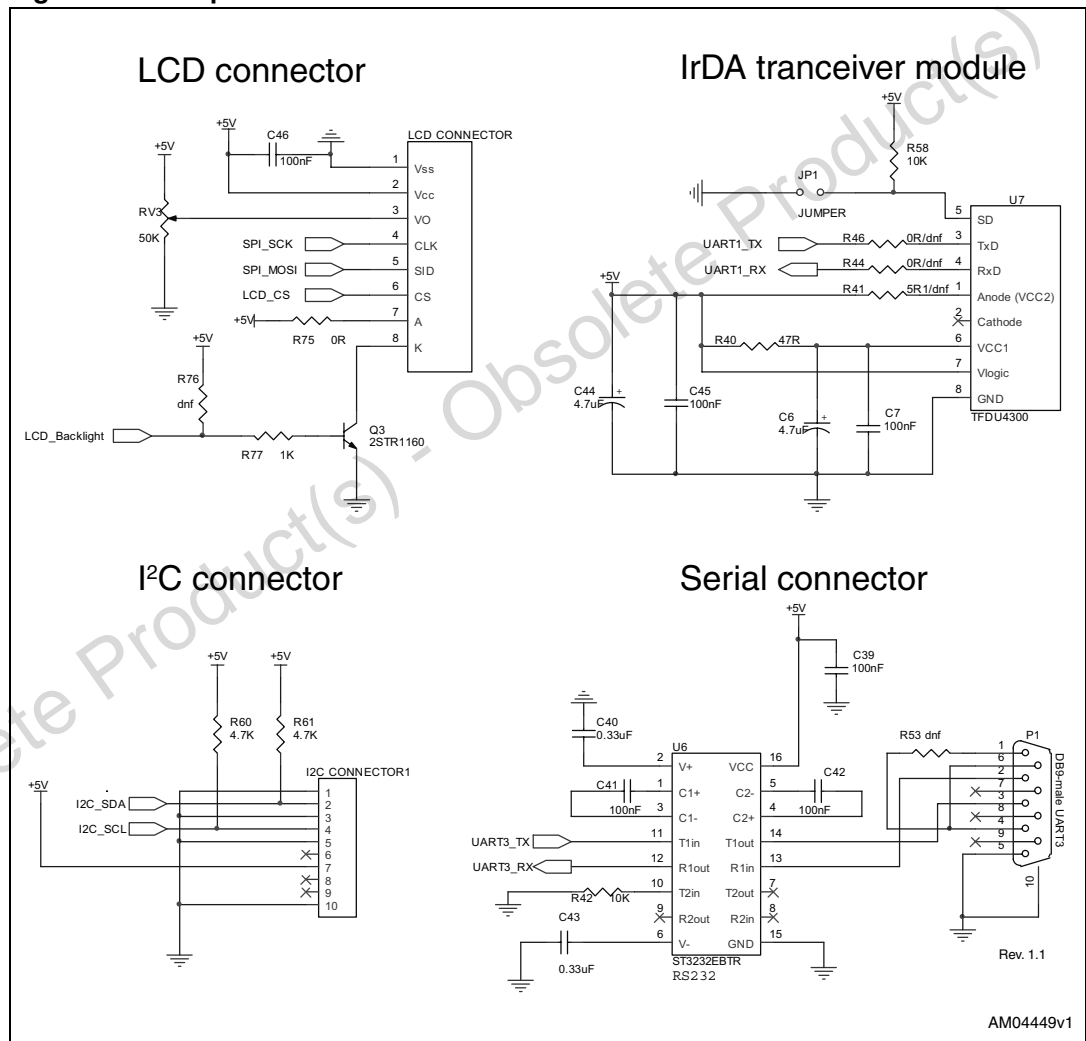 LCD connector
+5V
C46
100nF
+5V
RV3
50K
LCD CONNECTOR
1 Vss
2 Vcc
3 VO
SPI_SCK 4 CLK
SPI_MOSI 5 SID
LCD_CS 6 CS
+5V R75 0R 7 A
8 K
+5V
R76
dnf
LCD_Backlight
R77 1K
Q3
2STR1160
IrDA tranceiver module
+5V
R58
10K
JP1
JUMPER
U7
5 SD
UART1_TX R46 0R/dnf 3 TxD
UART1_RX R44 0R/dnf 4 RxD
+5V
R41 5R1/dnf 1 Anode (VCC2)
2 Cathode
R40 47R 6 VCC1
7 Vlogic
8 GND
TFDU4300
C44
4.7uF
C45
100nF
C6
4.7uF
C7
100nF
I²C connector
+5V +5V
R60
4.7K
R61
4.7K
+5V
I2C CONNECTOR1
I2C_SDA
I2C_SCL
1
2
3
4
5
6
7
8
9
10
Serial connector
+5V
C39
100nF
C40
0.33uF
U6
2 V+ VCC 16
C41
100nF
1 C1+ C2- 5
C42
100nF
3 C1- C2+ 4
UART3_TX 11 T1in T1out 14
UART3_RX 12 R1out R1in 13
R42 10K 10 T2in T2out 7
9 R2out R2in 8
C43
0.33uF
6 V- GND 15
ST3232EBTR
RS232
R53 dnf
P1
1
6
2
7
3
8
4
9
5
10
DB9-male UART3
Rev. 1.1
AM04449v1
Obsolete Product(s) - Obsolete Product(s)